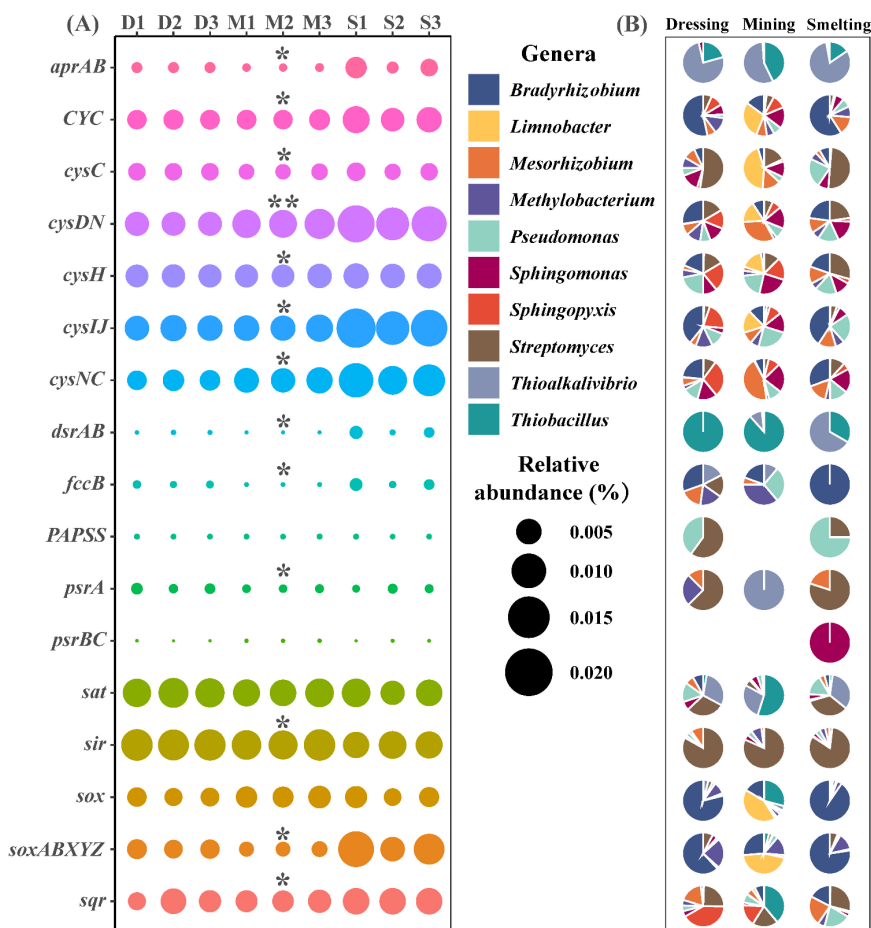 (A)
D1 D2 D3 M1 M2 M3 S1 S2 S3
aprAB
*
CYC
*
cysC
*
cysDN
**
cysH
*
cysIJ
*
cysNC
*
dsrAB
*
fccB
*
PAPSS
psrA
*
psrBC
sat
sir
*
sox
soxABXYZ
*
sqr
*
Genera
Bradyrhizobium
Limnobacter
Mesorhizobium
Methylobacterium
Pseudomonas
Sphingomonas
Sphingopyxis
Streptomyces
Thioalkalivibrio
Thiobacillus
Relative
abundance (%)
0.005
0.010
0.015
0.020
(B)
Dressing Mining Smelting